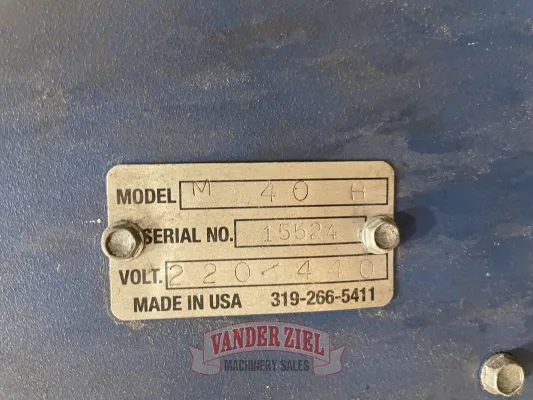 MODEL M 40 H
SERIAL NO. 15524
VOLT. 220/440
MADE IN USA 319-266-5411
VANDER ZIEL
MACHINERY SALES